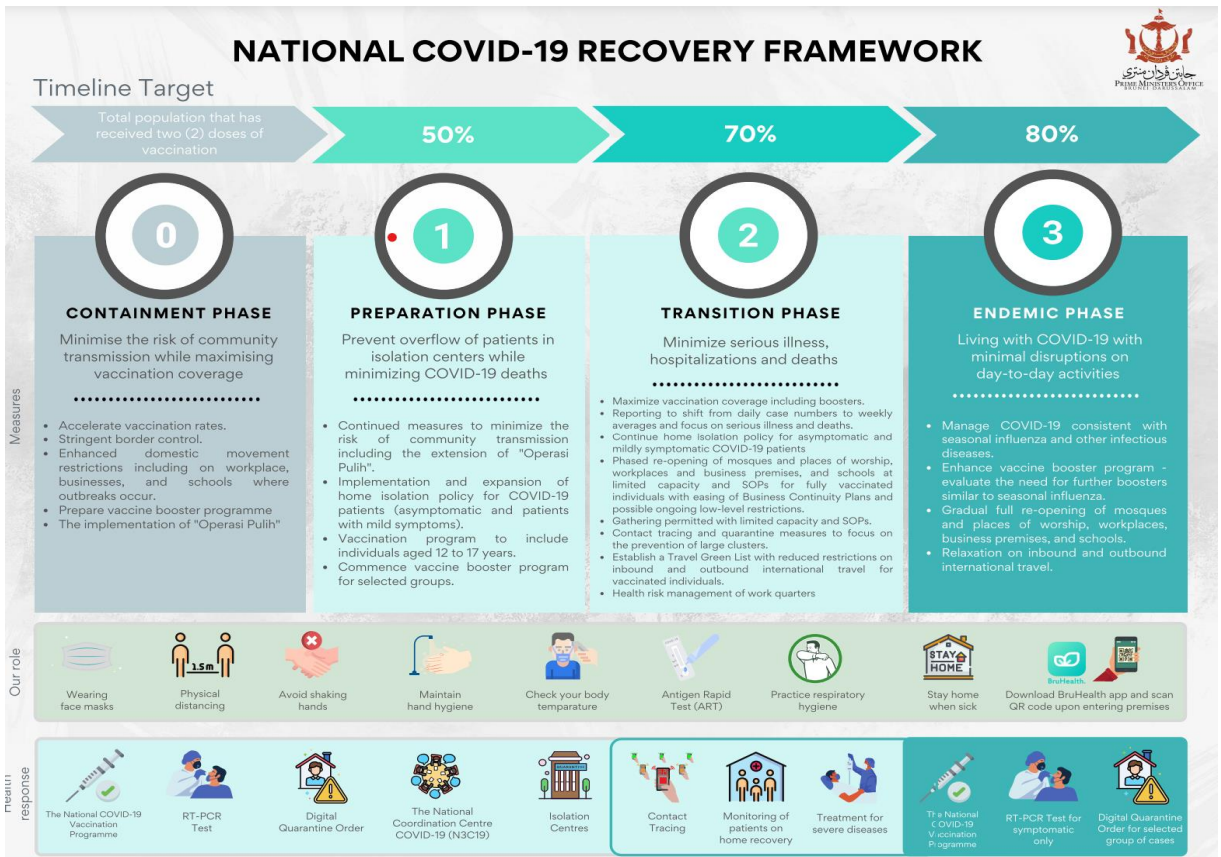 NATIONAL COVID-19 RECOVERY FRAMEWORK
جابتن ڤردان منتري
PRIME MINISTER'S OFFICE
BRUNEI DARUSSALAM
Timeline Target
Total population that has
received two (2) doses of
vaccination
50%
70%
80%
0
1
2
3
Measures
CONTAINMENT PHASE
Minimise the risk of community
transmission while maximising
vaccination coverage
• Accelerate vaccination rates.
• Stringent border control.
• Enhanced domestic movement
restrictions including on workplace,
businesses, and schools where
outbreaks occur.
• Prepare vaccine booster programme
• The implementation of "Operasi Pulih"
PREPARATION PHASE
Prevent overflow of patients in
isolation centers while
minimizing COVID-19 deaths
• Continued measures to minimize the
risk of community transmission
including the extension of "Operasi
Pulih".
• Implementation and expansion of
home isolation policy for COVID-19
patients (asymptomatic and patients
with mild symptoms).
• Vaccination program to include
individuals aged 12 to 17 years.
• Commence vaccine booster program
for selected groups.
TRANSITION PHASE
Minimize serious illness,
hospitalizations and deaths
• Maximize vaccination coverage including boosters.
• Reporting to shift from daily case numbers to weekly
averages and focus on serious illness and deaths.
• Continue home isolation policy for asymptomatic and
mildly symptomatic COVID-19 patients
• Phased re-opening of mosques and places of worship,
workplaces and business premises, and schools at
limited capacity and SOPs for fully vaccinated
individuals with easing of Business Continuity Plans and
possible ongoing low-level restrictions.
• Gathering permitted with limited capacity and SOPs.
• Contact tracing and quarantine measures to focus on
the prevention of large clusters.
• Establish a Travel Green List with reduced restrictions on
inbound and outbound international travel for
vaccinated individuals.
• Health risk management of work quarters
ENDEMIC PHASE
Living with COVID-19 with
minimal disruptions on
day-to-day activities
• Manage COVID-19 consistent with
seasonal influenza and other infectious
diseases.
• Enhance vaccine booster program -
evaluate the need for further boosters
similar to seasonal influenza.
• Gradual full re-opening of mosques
and places of worship, workplaces,
business premises, and schools.
• Relaxation on inbound and outbound
international travel.
Our role
Wearing
face masks
1.5m
Physical
distancing
Avoid shaking
hands
Maintain
hand hygiene
Check your body
temparature
Antigen Rapid
Test (ART)
Practice respiratory
hygiene
STAY
HOME
Stay home
when sick
BruHealth.
Download BruHealth app and scan
QR code upon entering premises
Health
response
The National COVID-19
Vaccination
Programme
RT-PCR
Test
Digital
Quarantine Order
The National
Coordination Centre
COVID-19 (N3C19)
Isolation
Centres
Contact
Tracing
Monitoring of
patients on
home recovery
Treatment for
severe diseases
The National
COVID-19
Vaccination
Programme
RT-PCR Test for
symptomatic
only
Digital Quarantine
Order for selected
group of cases